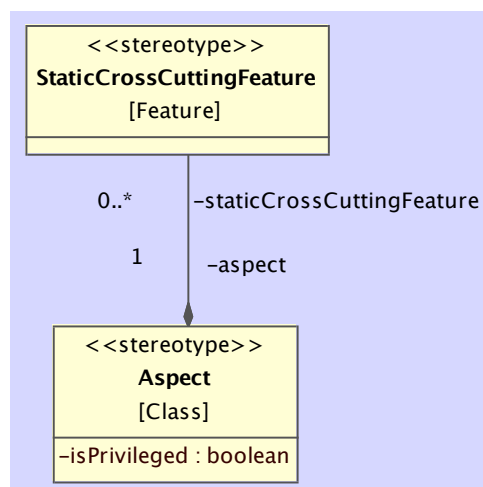 <<stereotype>>
StaticCrossCuttingFeature
[Feature]
0..* –staticCrossCuttingFeature
1 –aspect
<<stereotype>>
Aspect
[Class]
–isPrivileged : boolean